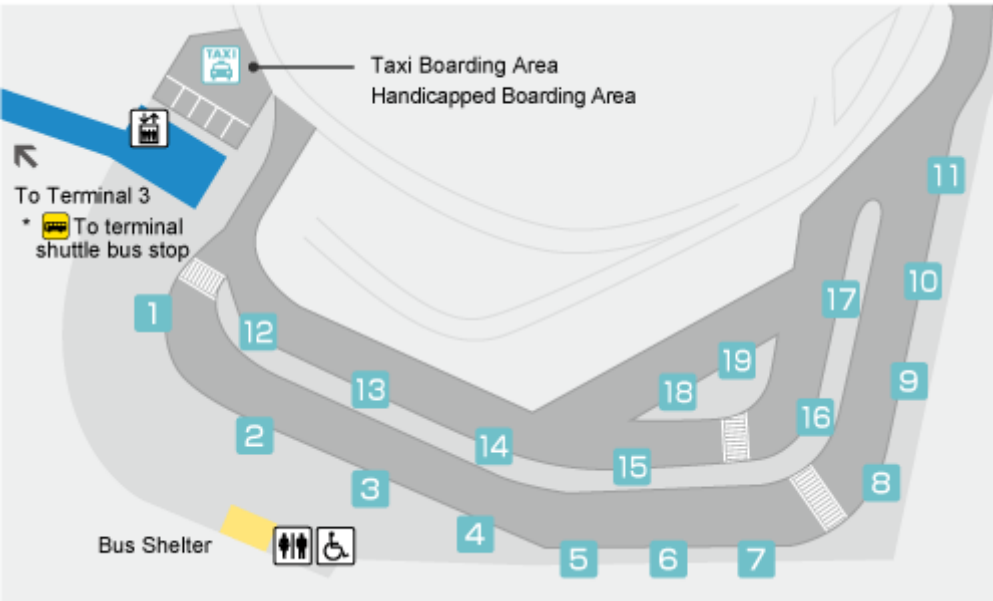 TAXI
Taxi Boarding Area
Handicapped Boarding Area
To Terminal 3
* To terminal
shuttle bus stop
11
10
17
1
12
19
13
18
9
16
2
14
15
8
3
4
Bus Shelter
5
6
7